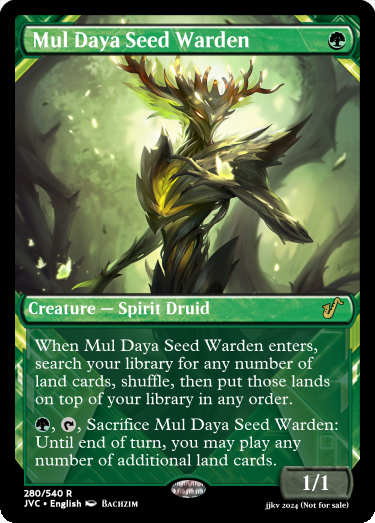 Mul Daya Seed Warden
Creature — Spirit Druid
When Mul Daya Seed Warden enters,
search your library for any number of
land cards, shuffle, then put those lands
on top of your library in any order.
, , Sacrifice Mul Daya Seed Warden:
Until end of turn, you may play any
number of additional land cards.
1/1
280/540 R
JVC • English Bachzim
jjkv 2024 (Not for sale)